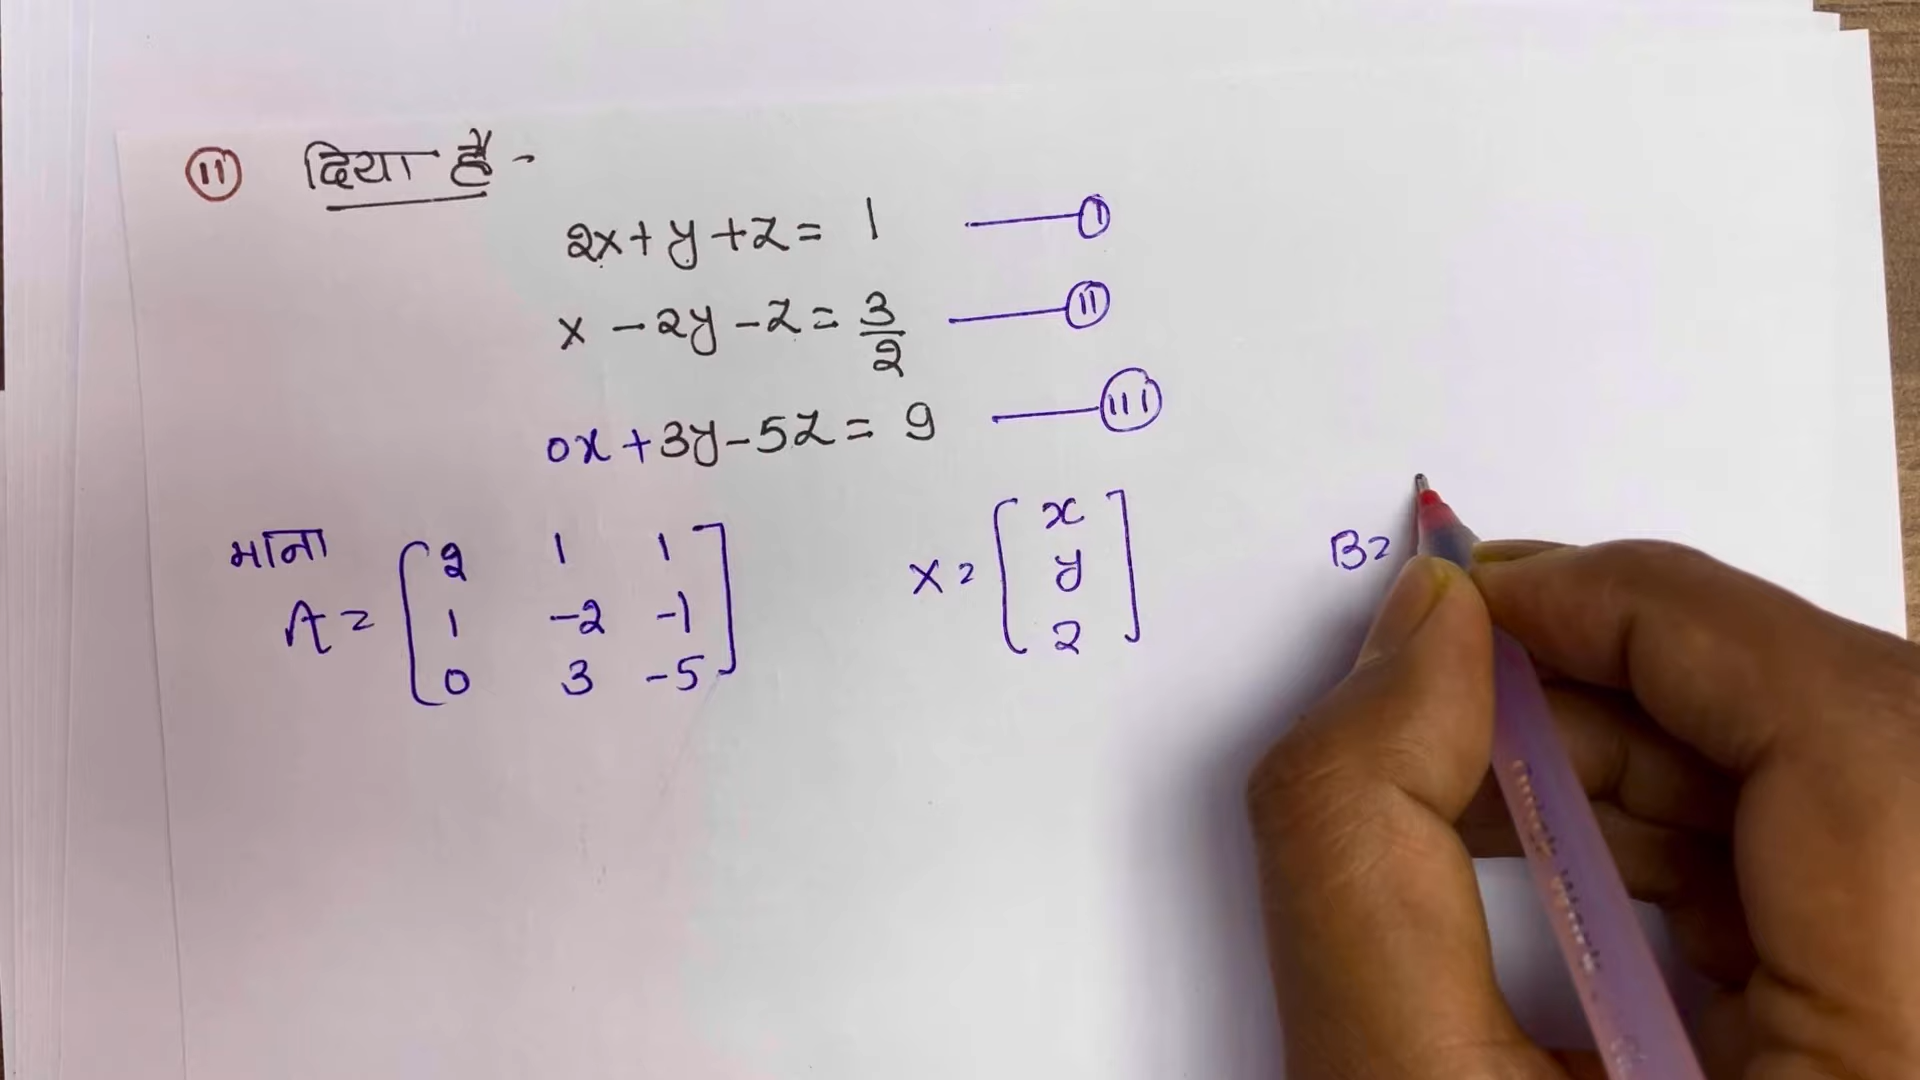 11 दिया है -
2x + y + z = 1 —— I
x - 2y - z = 3/2 —— II
0x + 3y - 5z = 9 —— III
माना
A = [2 1 1
1 -2 -1
0 3 -5]
X = [x
y
z]
B =